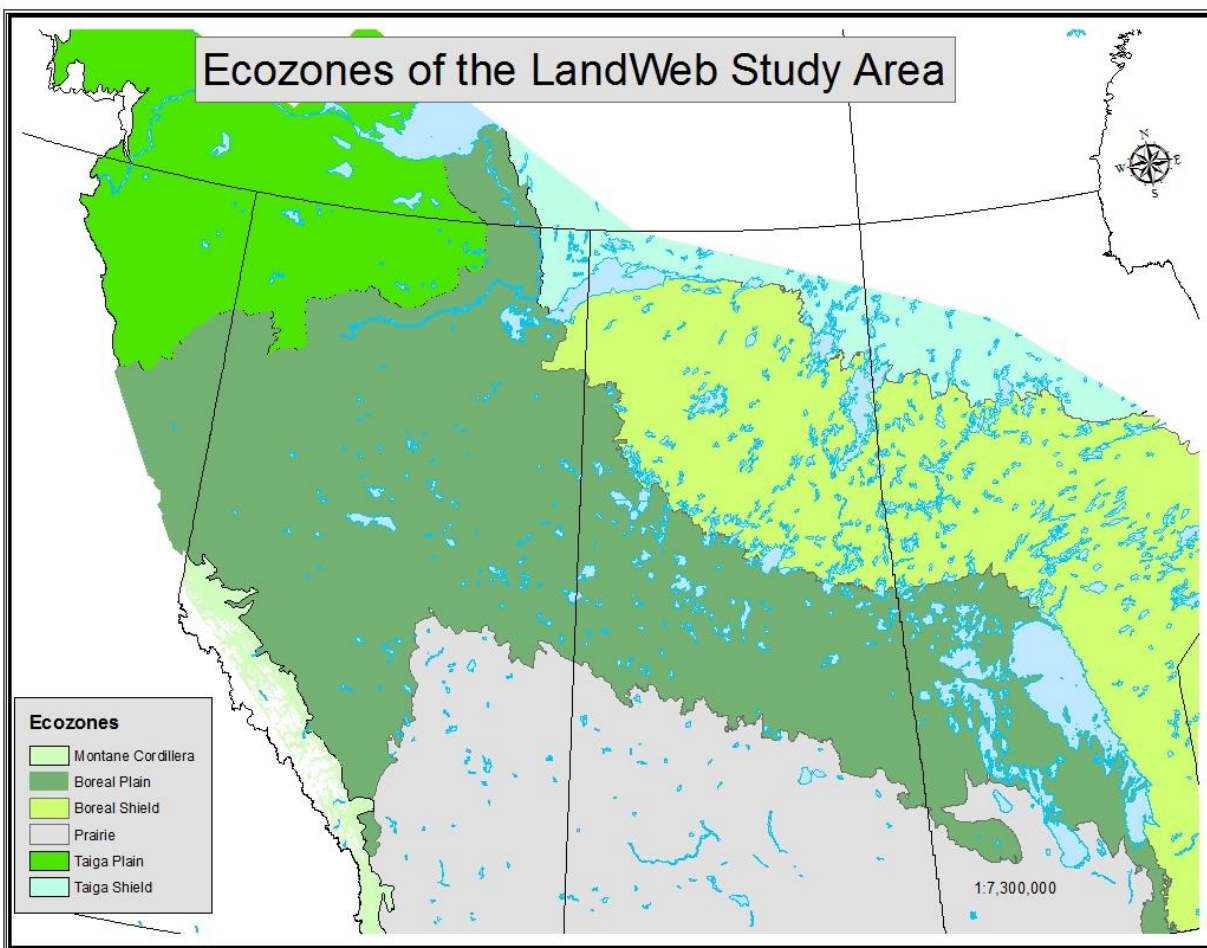 Ecozones of the LandWeb Study Area
N
W E
S
Ecozones
Montane Cordillera
Boreal Plain
Boreal Shield
Prairie
Taiga Plain
Taiga Shield
1:7,300,000